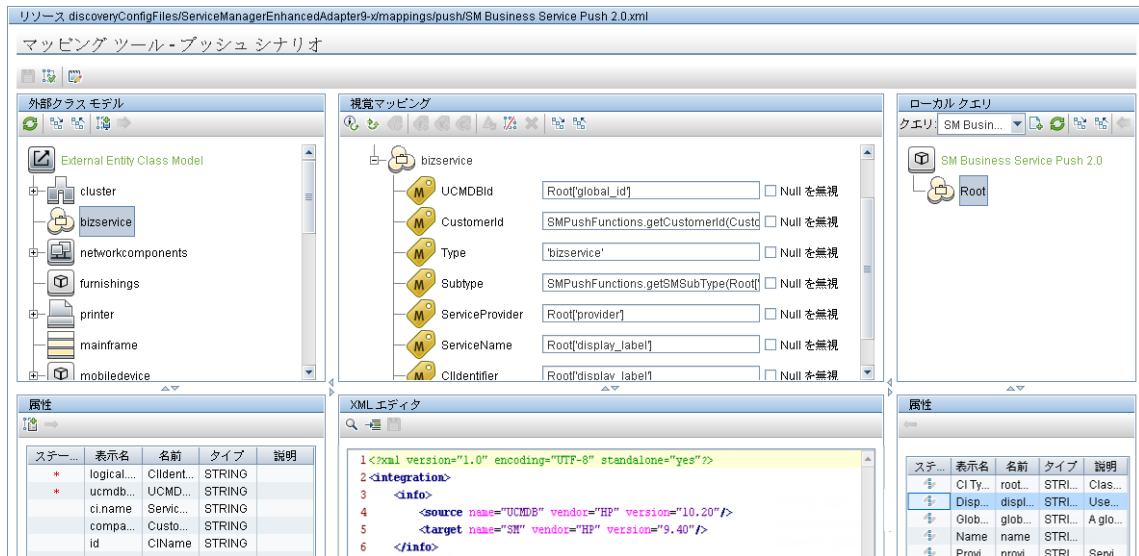 リソース discoveryConfigFiles/ServiceManagerEnhancedAdapter9-x/mappings/push/SM Business Service Push 2.0.xml
マッピング ツール - プッシュ シナリオ
外部クラス モデル
External Entity Class Model
cluster
bizservice
networkcomponents
furnishings
printer
mainframe
mobiledevice
視覚マッピング
bizservice
UCMDBId Root['global_id'] Null を無視
CustomerId SMPushFunctions.getCustomerId(Custo Null を無視
Type 'bizservice' Null を無視
Subtype SMPushFunctions.getSMSubType(Root[' Null を無視
ServiceProvider Root['provider'] Null を無視
ServiceName Root['display_label'] Null を無視
CIIdentifier Root['display_label'] Null を無視
ローカル クエリ
クエリ: SM Busin...
SM Business Service Push 2.0
Root
属性
ステー... 表示名 名前 タイプ 説明
* logical.... CIIdent... STRING
* ucmdb... UCMD... STRING
ci.name Servic... STRING
compa... Custo... STRING
id CIName STRING
XML エディタ
1 <?xml version="1.0" encoding="UTF-8" standalone="yes"?>
2 <integration>
3 <info>
4 <source name="UCMDB" vendor="HP" version="10.20"/>
5 <target name="SM" vendor="HP" version="9.40"/>
6 </info>
属性
ステ... 表示名 名前 タイプ 説明
CI Ty... root... STRI... Clas...
Disp... displ... STRI... Use...
Glob... glob... STRI... A glo...
Name name STRI...
Provi... provi... STRI... Servi...